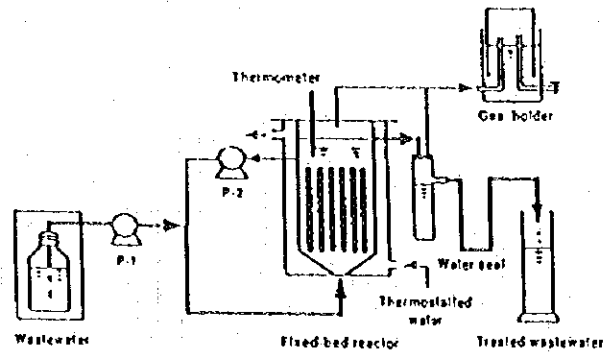 Thermometer
Gas holder
P-2
P-1
Water seal
Thermostatted
water
Wastewater
Fixed-bed reactor
Treated wastewater